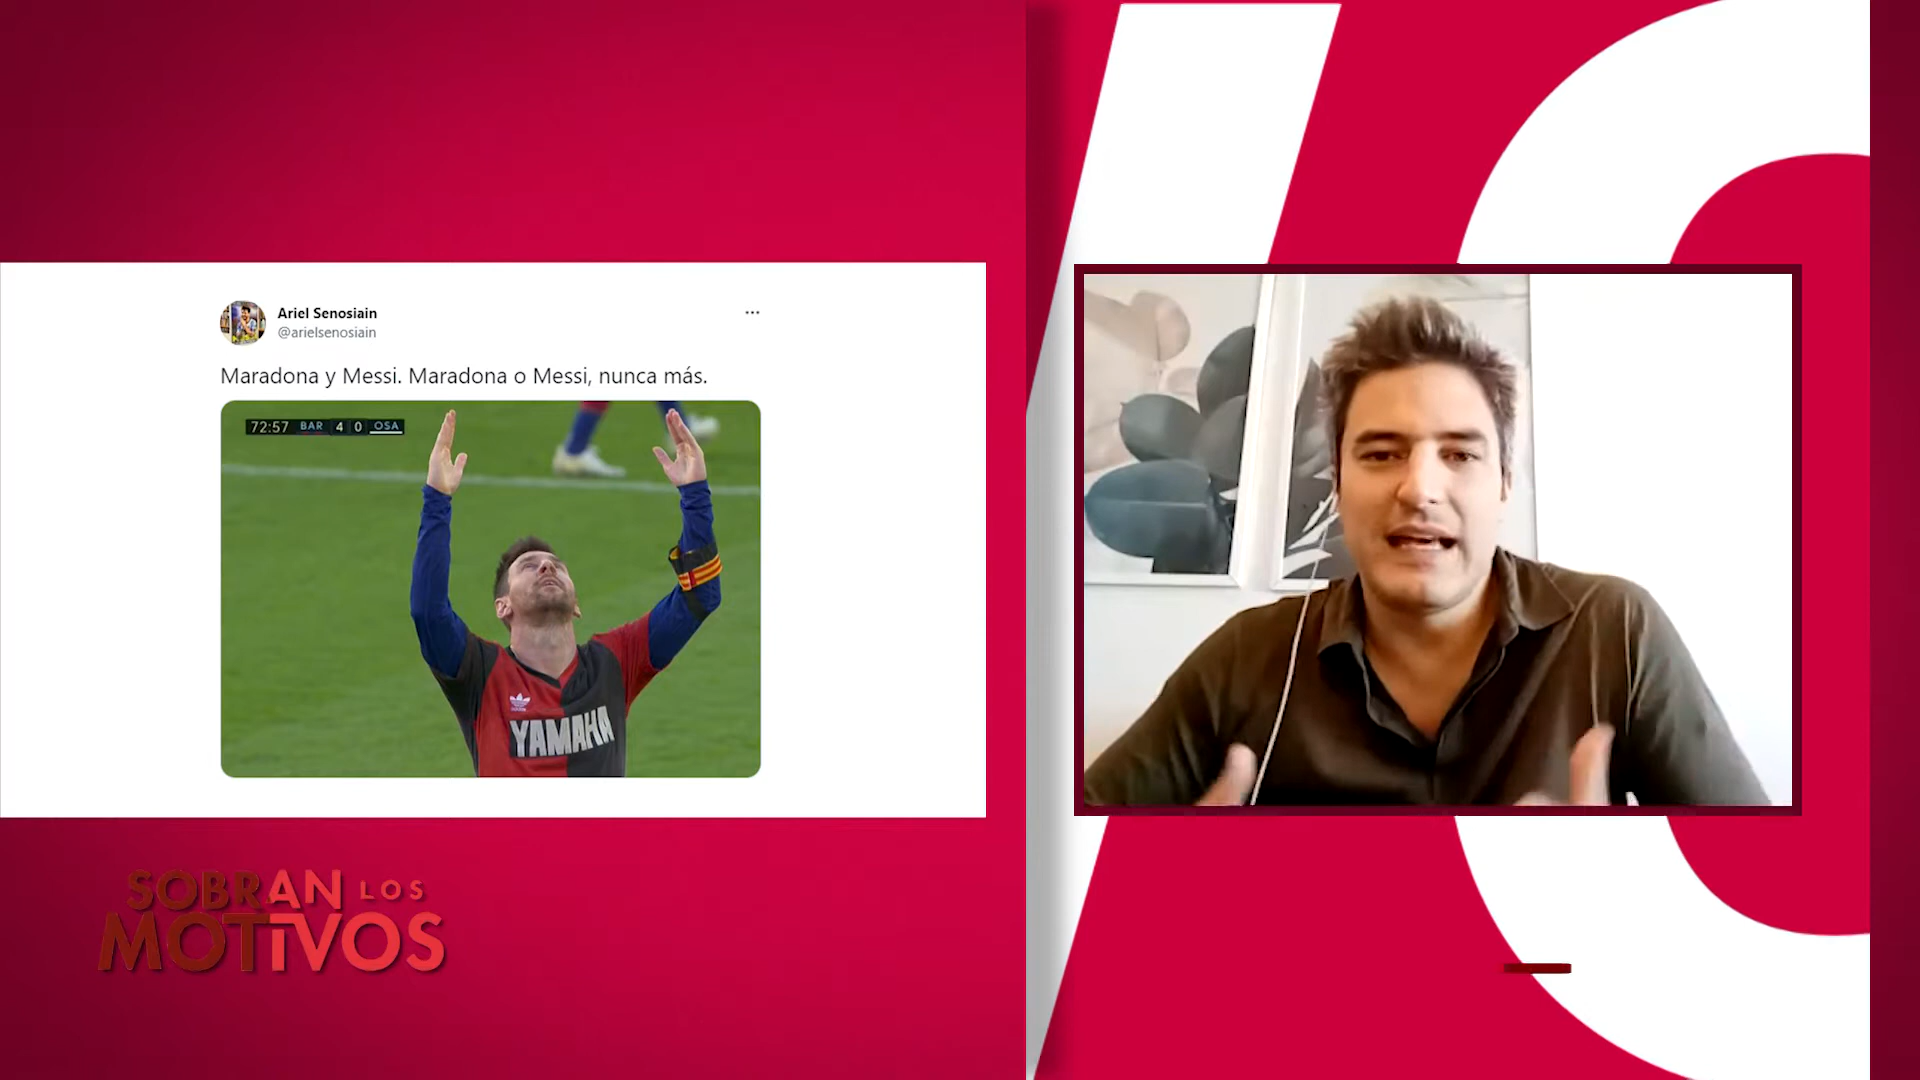 Ariel Senosiain
@arielsenosiain
Maradona y Messi. Maradona o Messi, nunca más.
72:57 BAR 4 0 OSA
adidas
YAMAHA
SOBRAN LOS
MOTIVOS